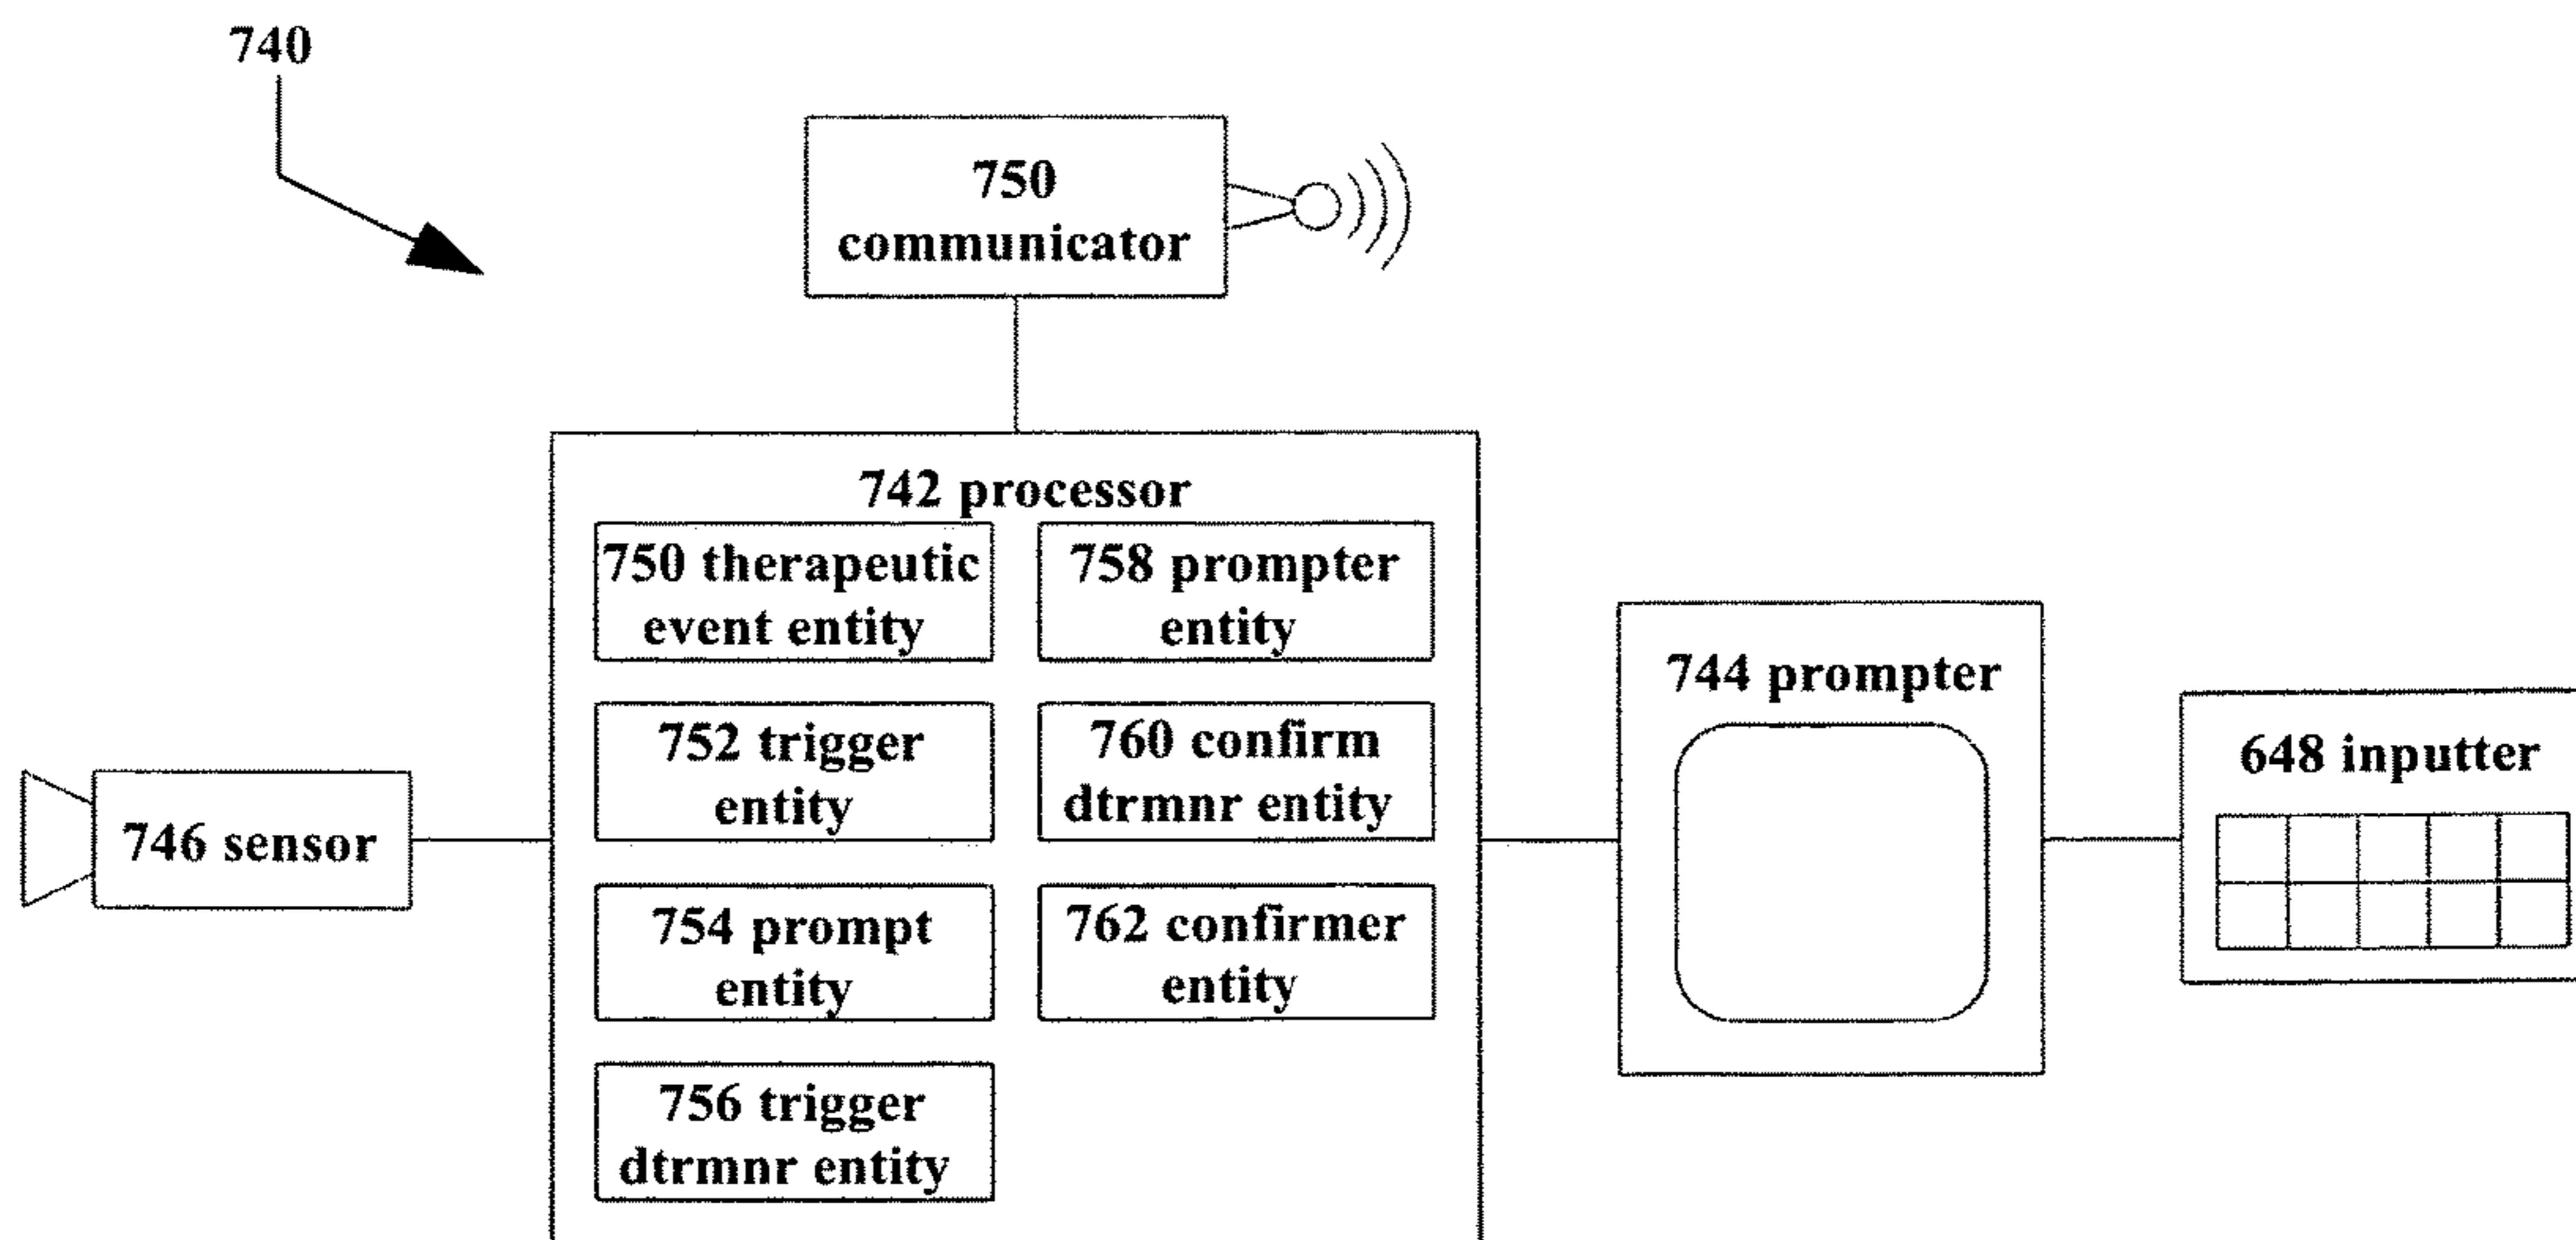 740
750
communicator
742 processor
750 therapeutic
event entity
758 prompter
entity
752 trigger
entity
760 confirm
dtrmnr entity
754 prompt
entity
762 confirmer
entity
756 trigger
dtrmnr entity
746 sensor
744 prompter
648 inputter